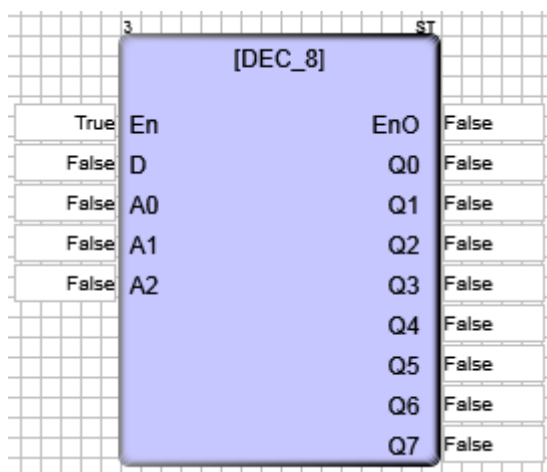 3 ST
[DEC_8]
True En EnO False
False D Q0 False
False A0 Q1 False
False A1 Q2 False
False A2 Q3 False
Q4 False
Q5 False
Q6 False
Q7 False